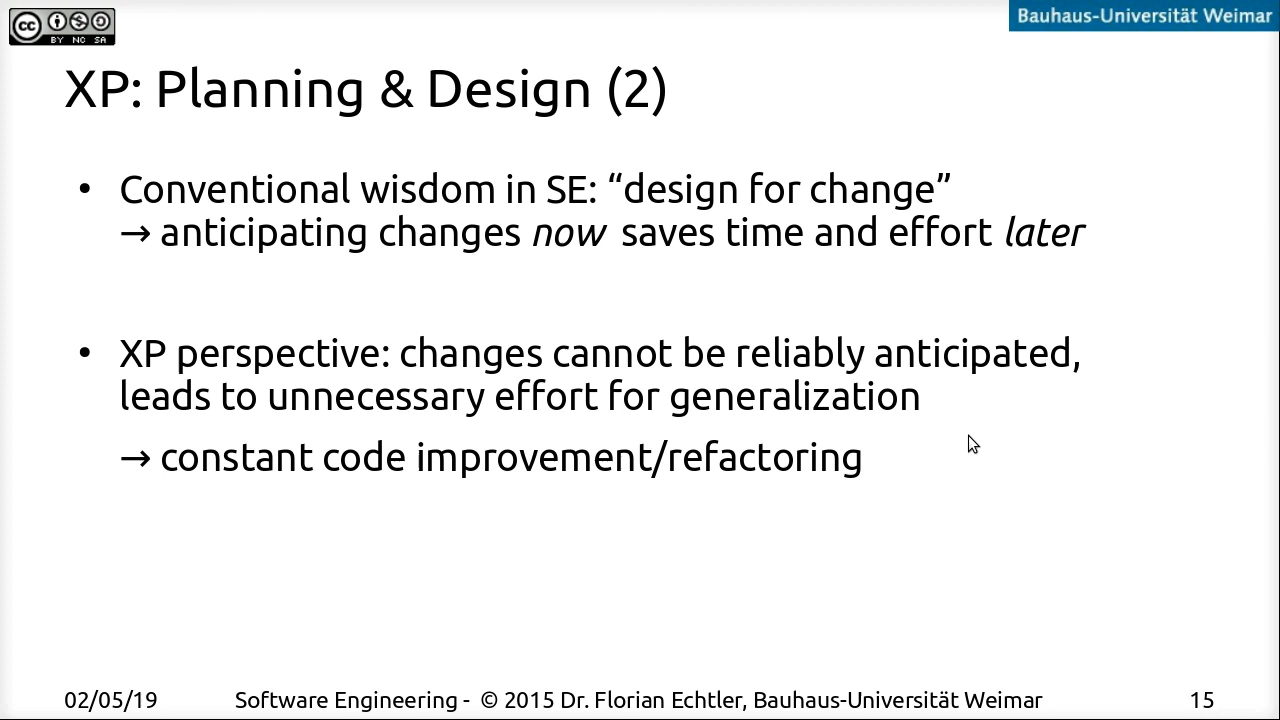 cc BY NC SA
Bauhaus-Universität Weimar
XP: Planning & Design (2)
• Conventional wisdom in SE: “design for change”
→ anticipating changes now saves time and effort later
• XP perspective: changes cannot be reliably anticipated,
leads to unnecessary effort for generalization
→ constant code improvement/refactoring
02/05/19 Software Engineering - © 2015 Dr. Florian Echtler, Bauhaus-Universität Weimar 15